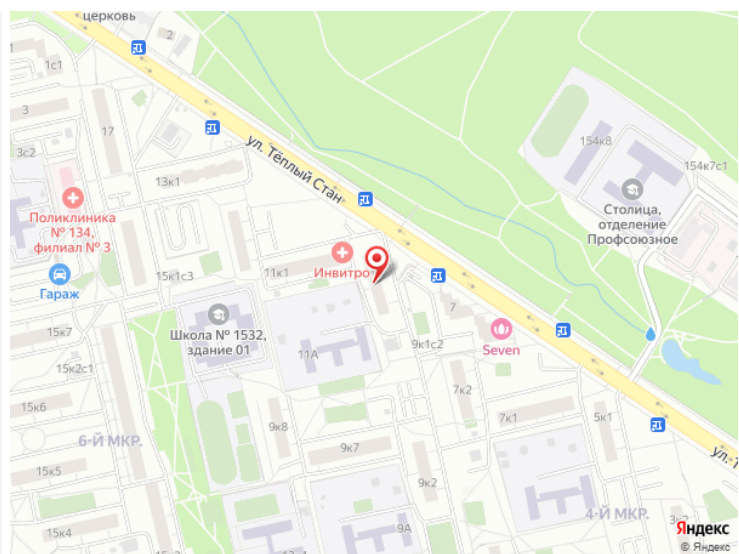 церковь
2
1с1
3
17
3с2
13к1
ул. Тёплый Стан
154к8
154к7с1
Столица,
отделение
Профсоюзное
Поликлиника
№ 134,
филиал № 3
Гараж
15к1с3
11к1
Инвитро
Школа № 1532,
здание 01
7
Seven
15к7
11А
9к1с2
15к2с1
7к2
15к6
6-Й МКР.
9к8
7к1
5к1
9к7
15к5
9к2
ул. Т
15к4
9А
4-Й МКР.
3к2
Яндекс
© Яндекс